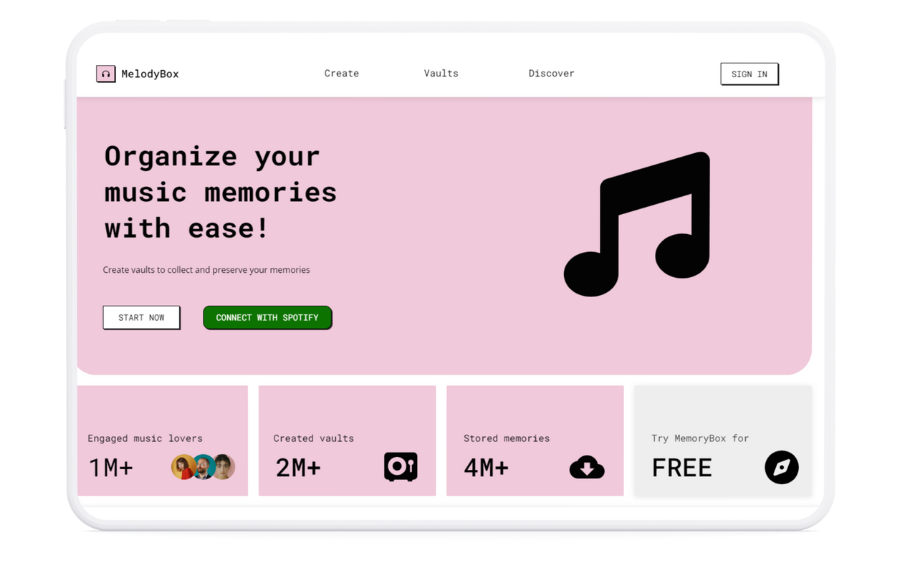 MelodyBox
Create
Vaults
Discover
SIGN IN
Organize your
music memories
with ease!
Create vaults to collect and preserve your memories
START NOW
CONNECT WITH SPOTIFY
Engaged music lovers
1M+
Created vaults
2M+
Stored memories
4M+
Try MemoryBox for
FREE